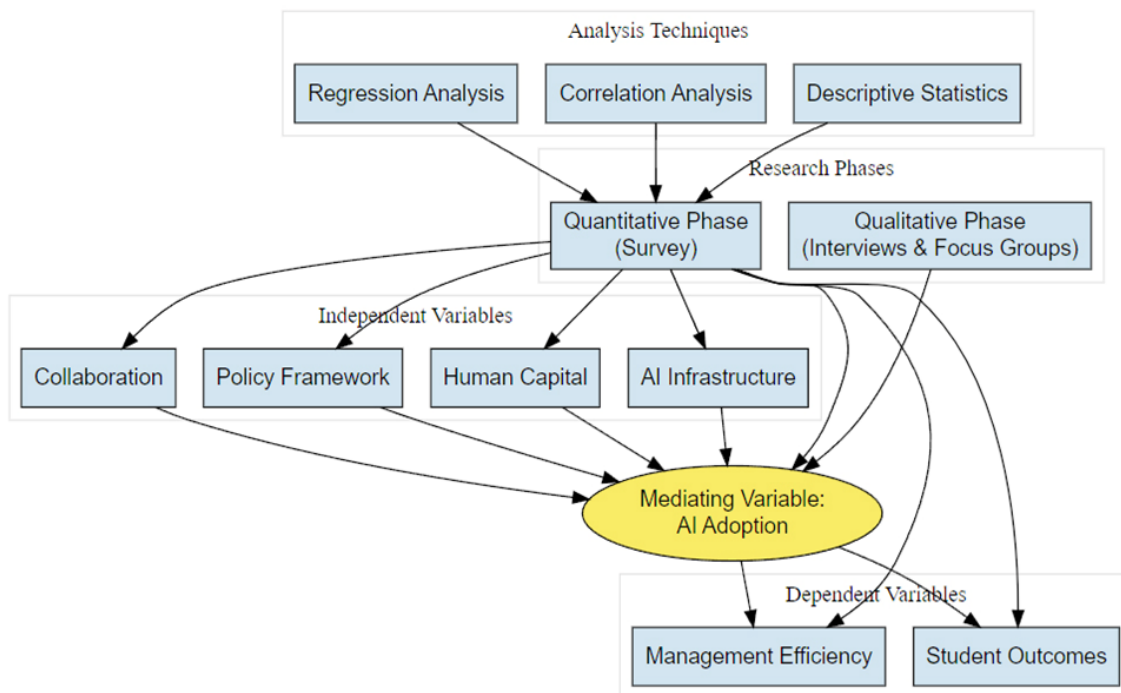 Analysis Techniques
Regression Analysis
Correlation Analysis
Descriptive Statistics
Research Phases
Quantitative Phase
(Survey)
Qualitative Phase
(Interviews & Focus Groups)
Independent Variables
Collaboration
Policy Framework
Human Capital
AI Infrastructure
Mediating Variable:
AI Adoption
Dependent Variables
Management Efficiency
Student Outcomes